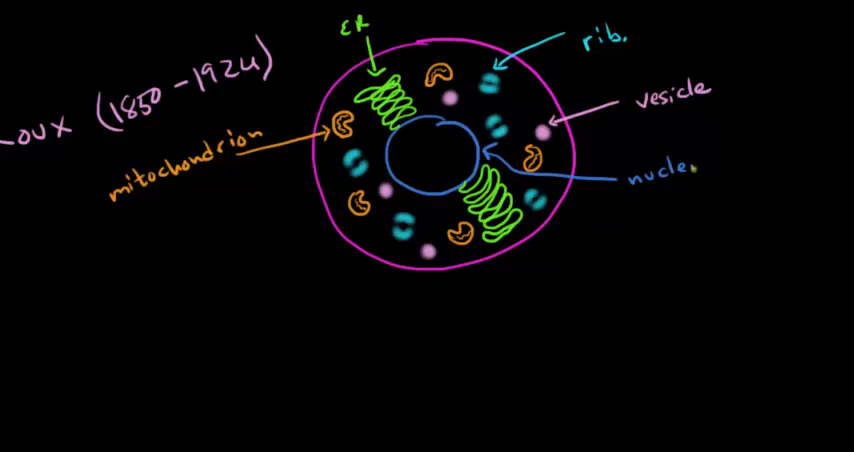 ER
rib.
oux (1850-1924)
vesicle
mitochondrion
nucle